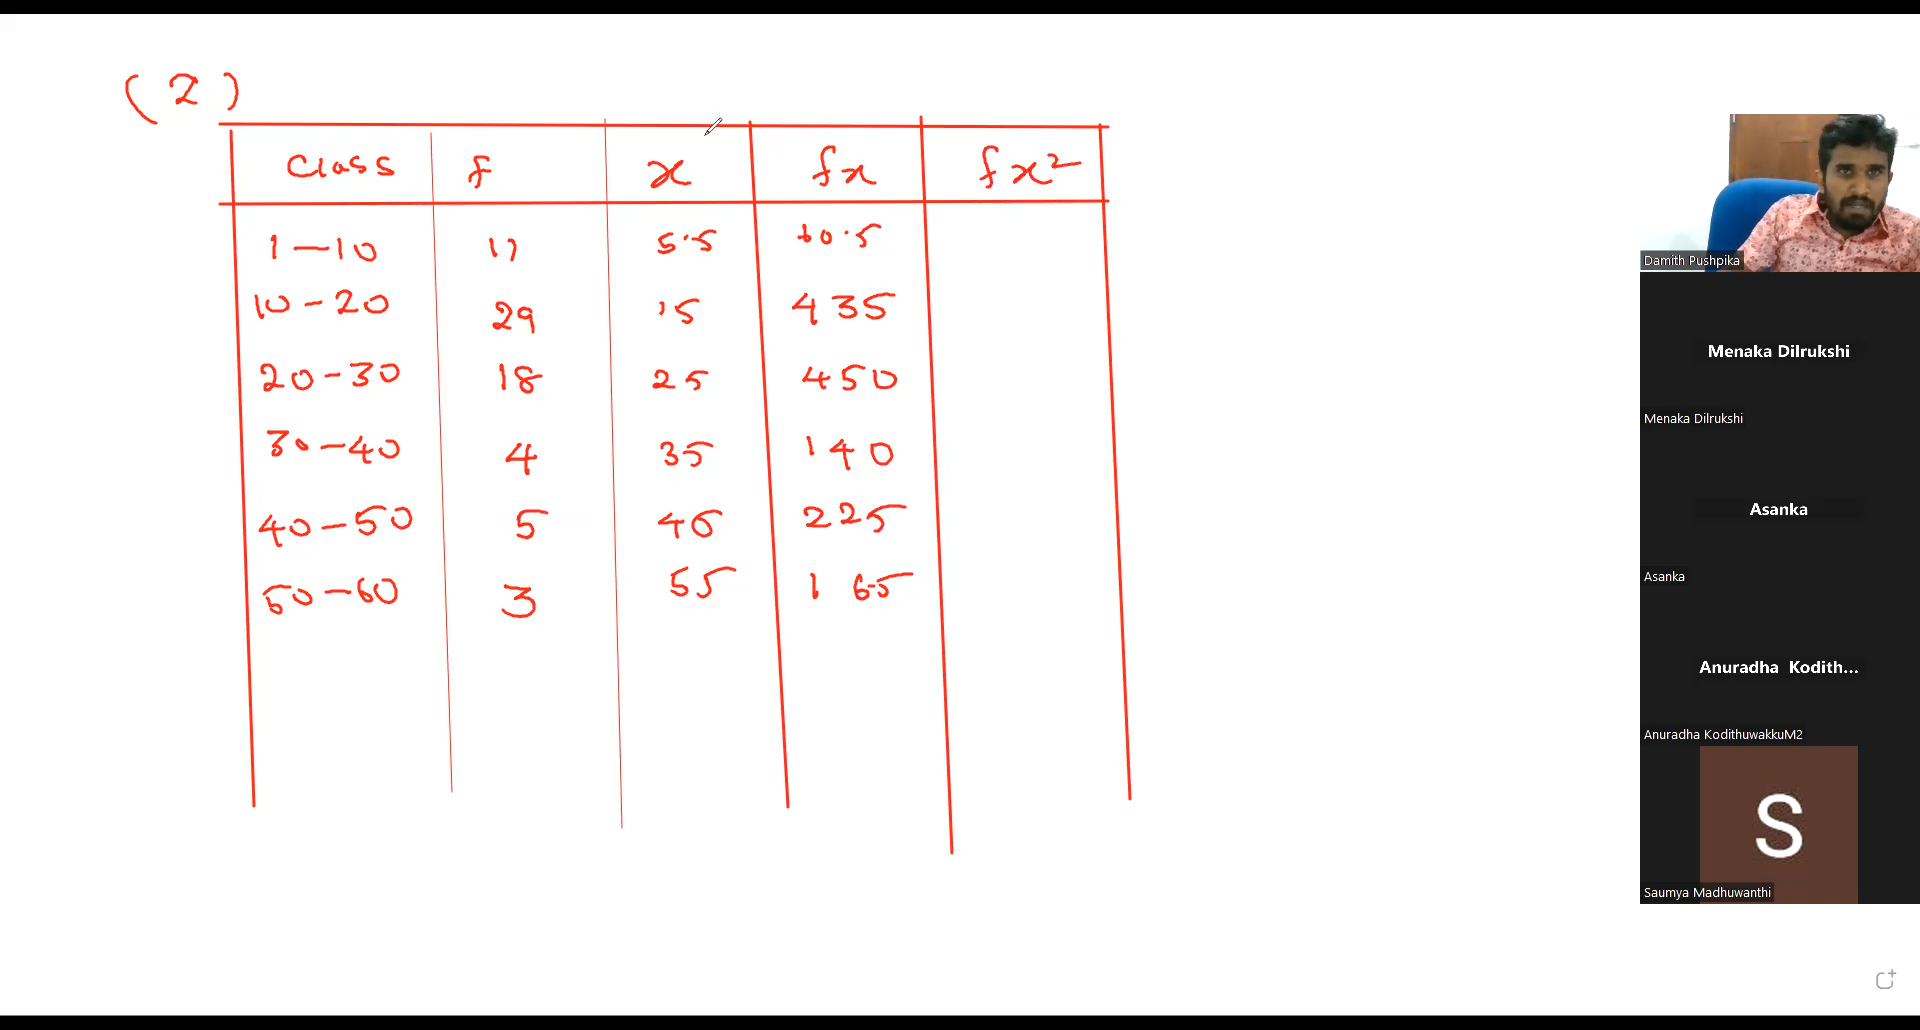 (2)
Class f x fx fx²
1-10 11 5.5 60.5
10-20 29 15 435
20-30 18 25 450
30-40 4 35 140
40-50 5 45 225
50-60 3 55 165
Damith Pushpika
Menaka Dilrukshi
Menaka Dilrukshi
Asanka
Asanka
Anuradha Kodith...
Anuradha KodithuwakkuM2
S
Saumya Madhuwanthi